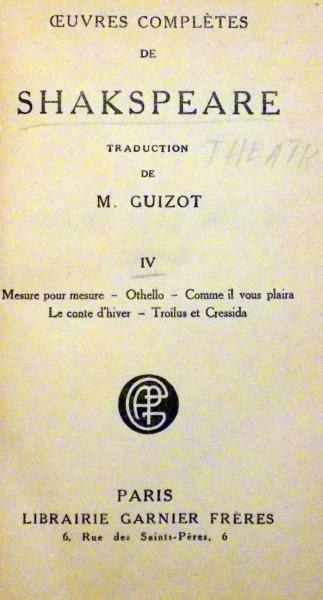 ŒUVRES COMPLÈTES
DE
SHAKSPEARE
THEATR
TRADUCTION
DE
M. GUIZOT
IV
Mesure pour mesure – Othello – Comme il vous plaira
Le conte d'hiver – Troïlus et Cressida
PARIS
LIBRAIRIE GARNIER FRÈRES
6, Rue des Saints-Pères, 6